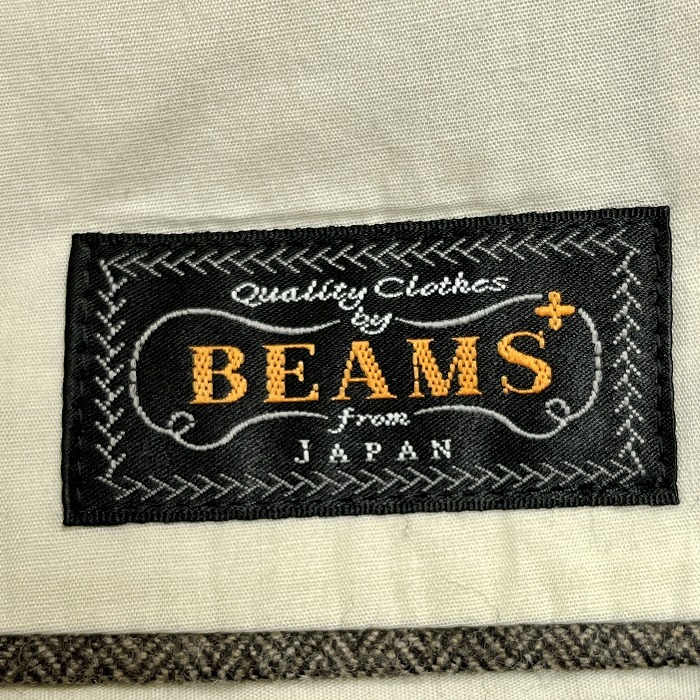 Quality Clothes
by
BEAMS+
from
JAPAN